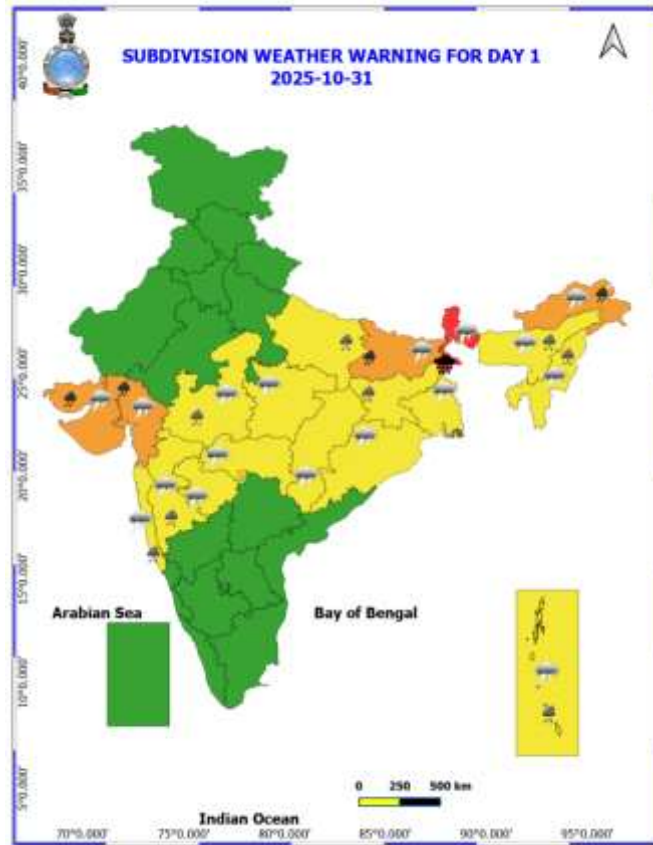 SUBDIVISION WEATHER WARNING FOR DAY 1
2025-10-31
40°0.000'
35°0.000'
30°0.000'
25°0.000'
20°0.000'
15°0.000'
10°0.000'
5°0.000'
Arabian Sea
Bay of Bengal
0 250 500 km
Indian Ocean
70°0.000' 75°0.000' 80°0.000' 85°0.000' 90°0.000' 95°0.000'